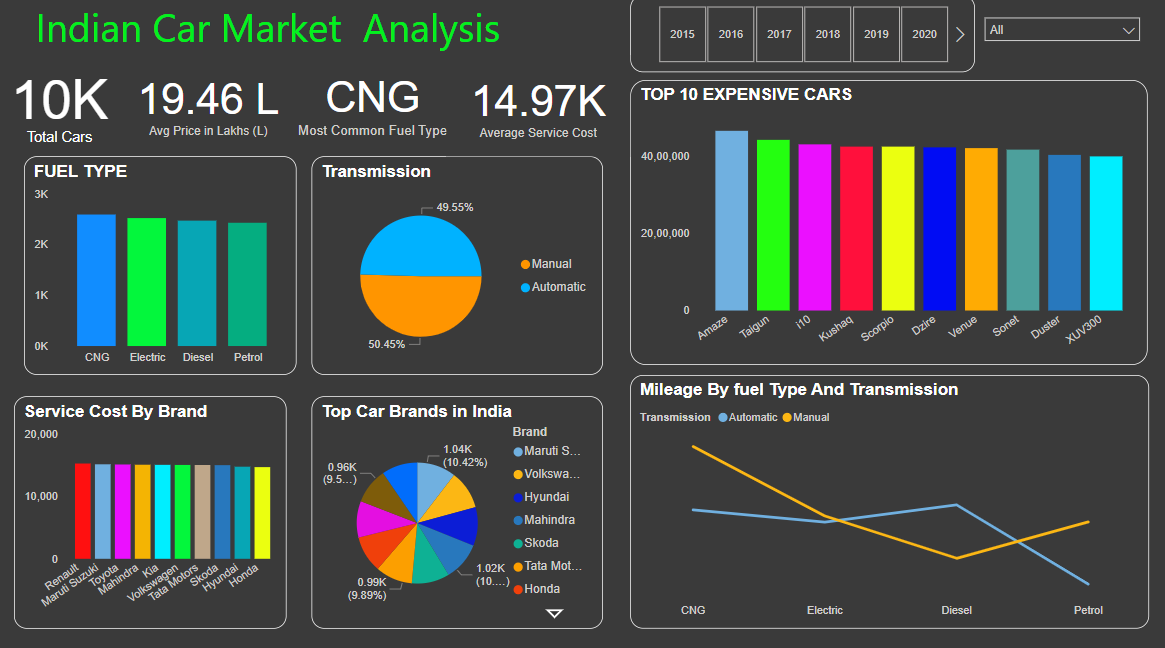 Indian Car Market Analysis
2015 2016 2017 2018 2019 2020
All
10K
Total Cars
19.46 L
Avg Price in Lakhs (L)
CNG
Most Common Fuel Type
14.97K
Average Service Cost
FUEL TYPE
3K
2K
1K
0K
CNG Electric Diesel Petrol
Transmission
49.55%
50.45%
Manual
Automatic
TOP 10 EXPENSIVE CARS
40,00,000
20,00,000
0
Amaze Taigun i10 Kushaq Scorpio Dzire Venue Sonet Duster XUV300
Service Cost By Brand
20,000
10,000
0
Renault Maruti Suzuki Toyota Mahindra Kia Volkswagen Tata Motors Skoda Hyundai Honda
Top Car Brands in India
1.04K
(10.42%)
0.96K
(9.5...)
1.02K
(10....)
0.99K
(9.89%)
Brand
Maruti S...
Volkswa...
Hyundai
Mahindra
Skoda
Tata Mot...
Honda
Mileage By fuel Type And Transmission
Transmission Automatic Manual
CNG Electric Diesel Petrol